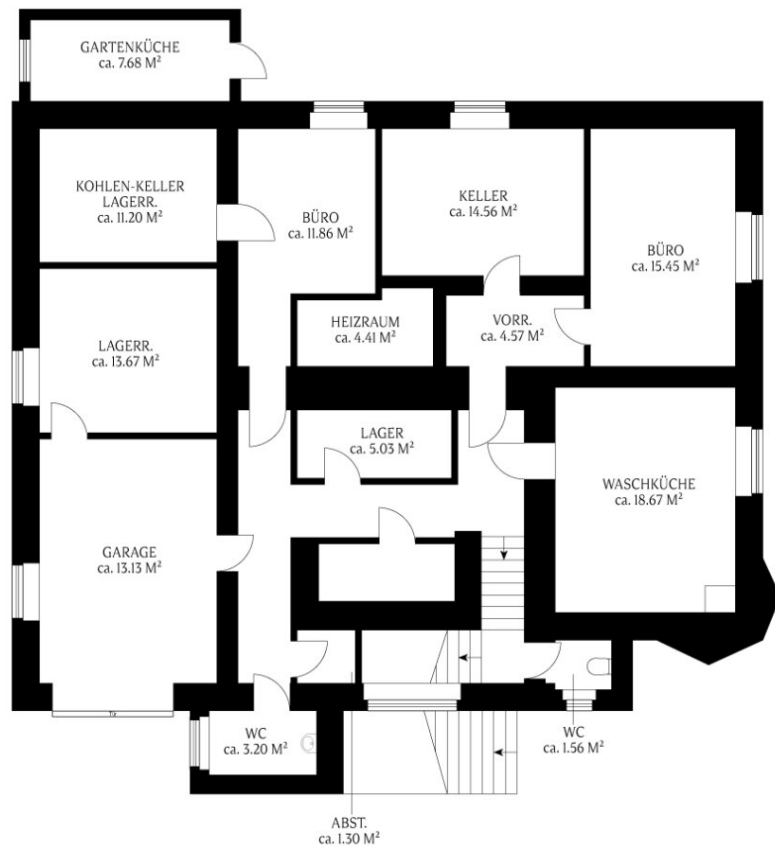 GARTENKÜCHE
ca. 7.68 M²
KOHLEN-KELLER
LAGERR.
ca. 11.20 M²
BÜRO
ca. 11.86 M²
KELLER
ca. 14.56 M²
BÜRO
ca. 15.45 M²
LAGERR.
ca. 13.67 M²
HEIZRAUM
ca. 4.41 M²
VORR.
ca. 4.57 M²
LAGER
ca. 5.03 M²
WASCHKÜCHE
ca. 18.67 M²
GARAGE
ca. 13.13 M²
Tür
WC
ca. 3.20 M²
WC
ca. 1.56 M²
ABST.
ca. 1.30 M²